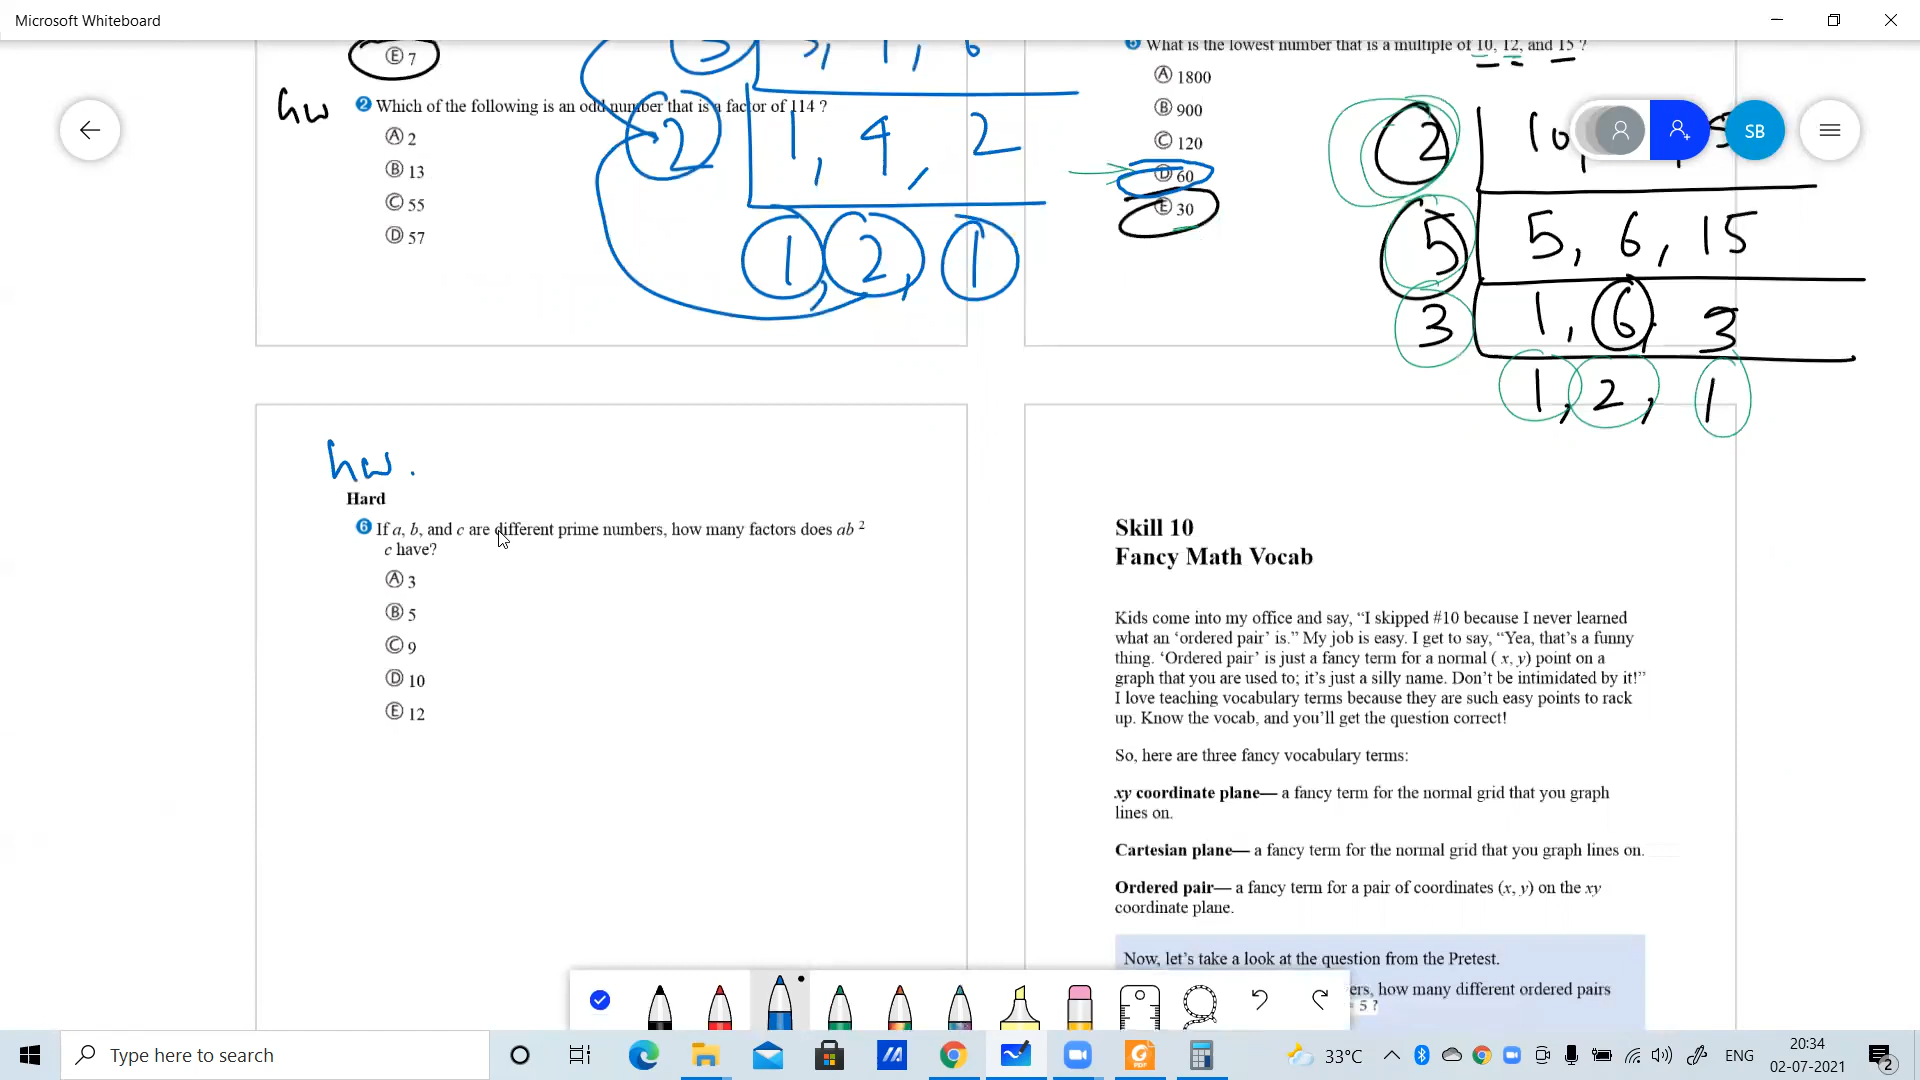 Microsoft Whiteboard
Ⓔ 7
hw
❷ Which of the following is an odd number that is a factor of 114 ?
Ⓐ 2
Ⓑ 13
Ⓒ 55
Ⓓ 57
2 1, 4, 2
1, 2, 1
What is the lowest number that is a multiple of 10, 12, and 15 ?
Ⓐ 1800
Ⓑ 900
Ⓒ 120
Ⓓ 60
Ⓔ 30
2 10,
SB
5 5, 6, 15
3 1, 6, 3
1, 2, 1
hw.
Hard
❻ If a, b, and c are different prime numbers, how many factors does ab 2
c have?
Ⓐ 3
Ⓑ 5
Ⓒ 9
Ⓓ 10
Ⓔ 12
Skill 10
Fancy Math Vocab
Kids come into my office and say, “I skipped #10 because I never learned
what an ‘ordered pair’ is.” My job is easy. I get to say, “Yea, that’s a funny
thing. ‘Ordered pair’ is just a fancy term for a normal ( x, y) point on a
graph that you are used to; it’s just a silly name. Don’t be intimidated by it!”
I love teaching vocabulary terms because they are such easy points to rack
up. Know the vocab, and you’ll get the question correct!
So, here are three fancy vocabulary terms:
xy coordinate plane— a fancy term for the normal grid that you graph
lines on.
Cartesian plane— a fancy term for the normal grid that you graph lines on.
Ordered pair— a fancy term for a pair of coordinates (x, y) on the xy
coordinate plane.
Now, let’s take a look at the question from the Pretest.
ers, how many different ordered pairs
5 ?
Type here to search
33°C
ENG
20:34
02-07-2021
2